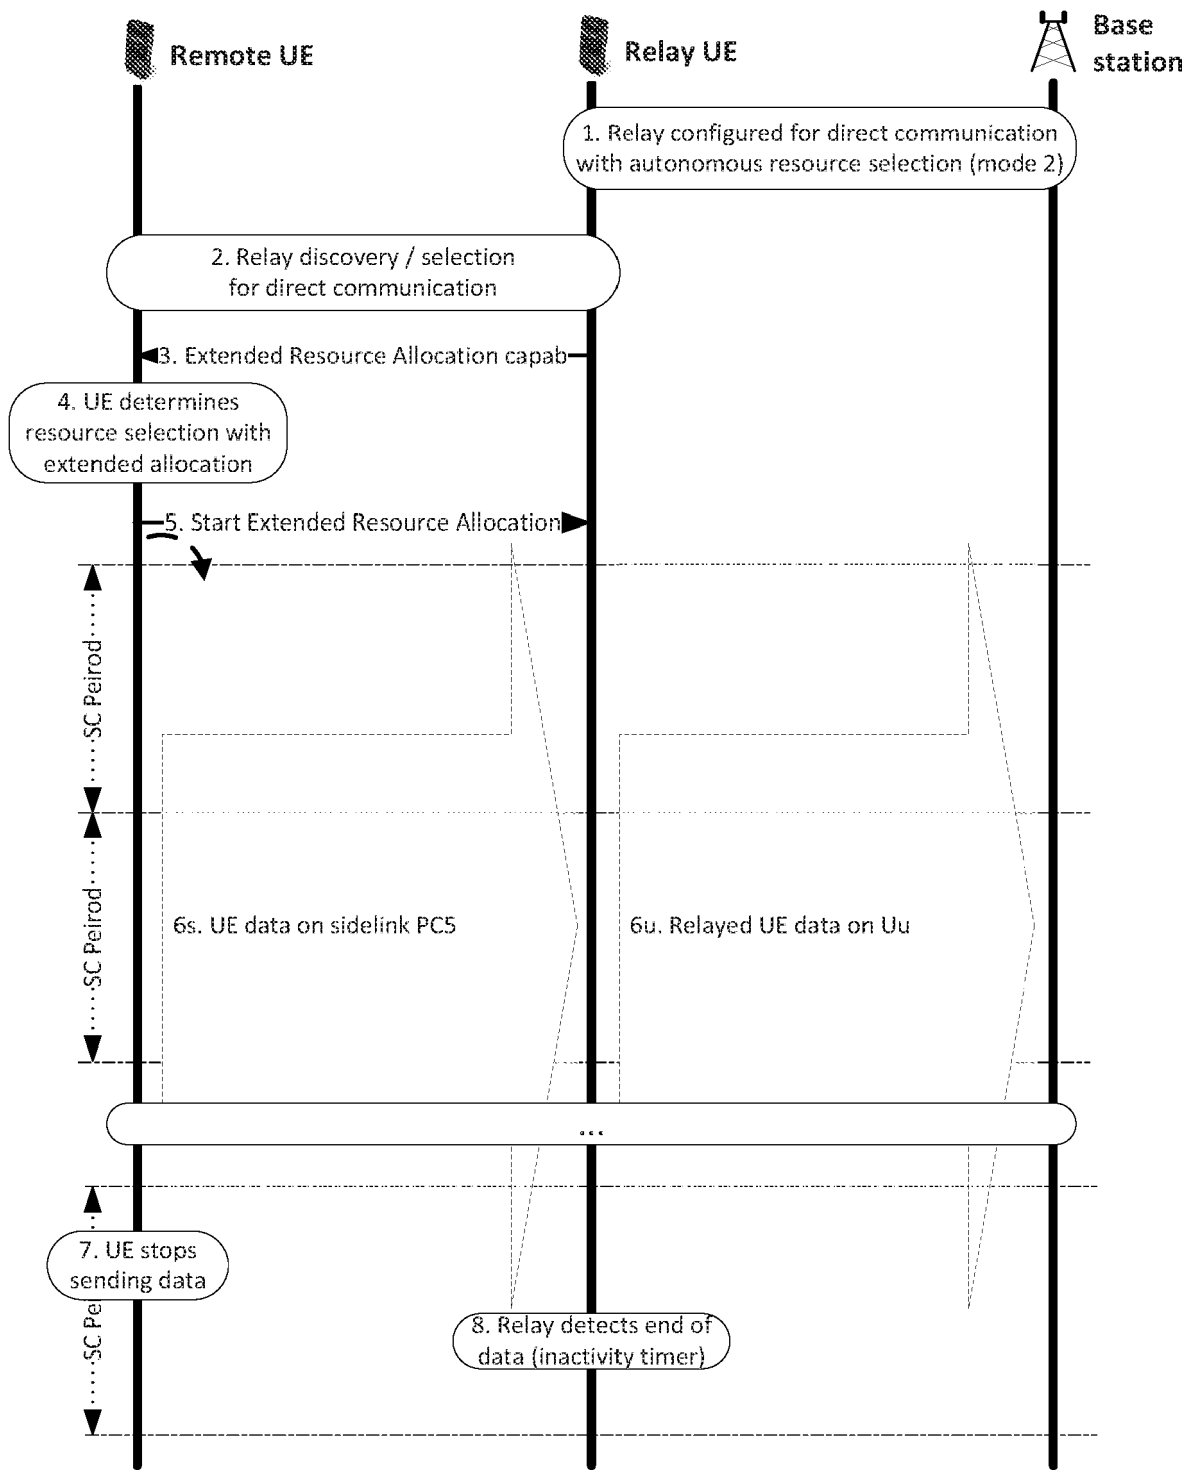 Remote UE
Relay UE
Base
station
1. Relay configured for direct communication
with autonomous resource selection (mode 2)
2. Relay discovery / selection
for direct communication
3. Extended Resource Allocation capab
4. UE determines
resource selection with
extended allocation
5. Start Extended Resource Allocation
SC Peirod
SC Peirod
6s. UE data on sidelink PC5
6u. Relayed UE data on Uu
...
7. UE stops
sending data
SC Pei
8. Relay detects end of
data (inactivity timer)